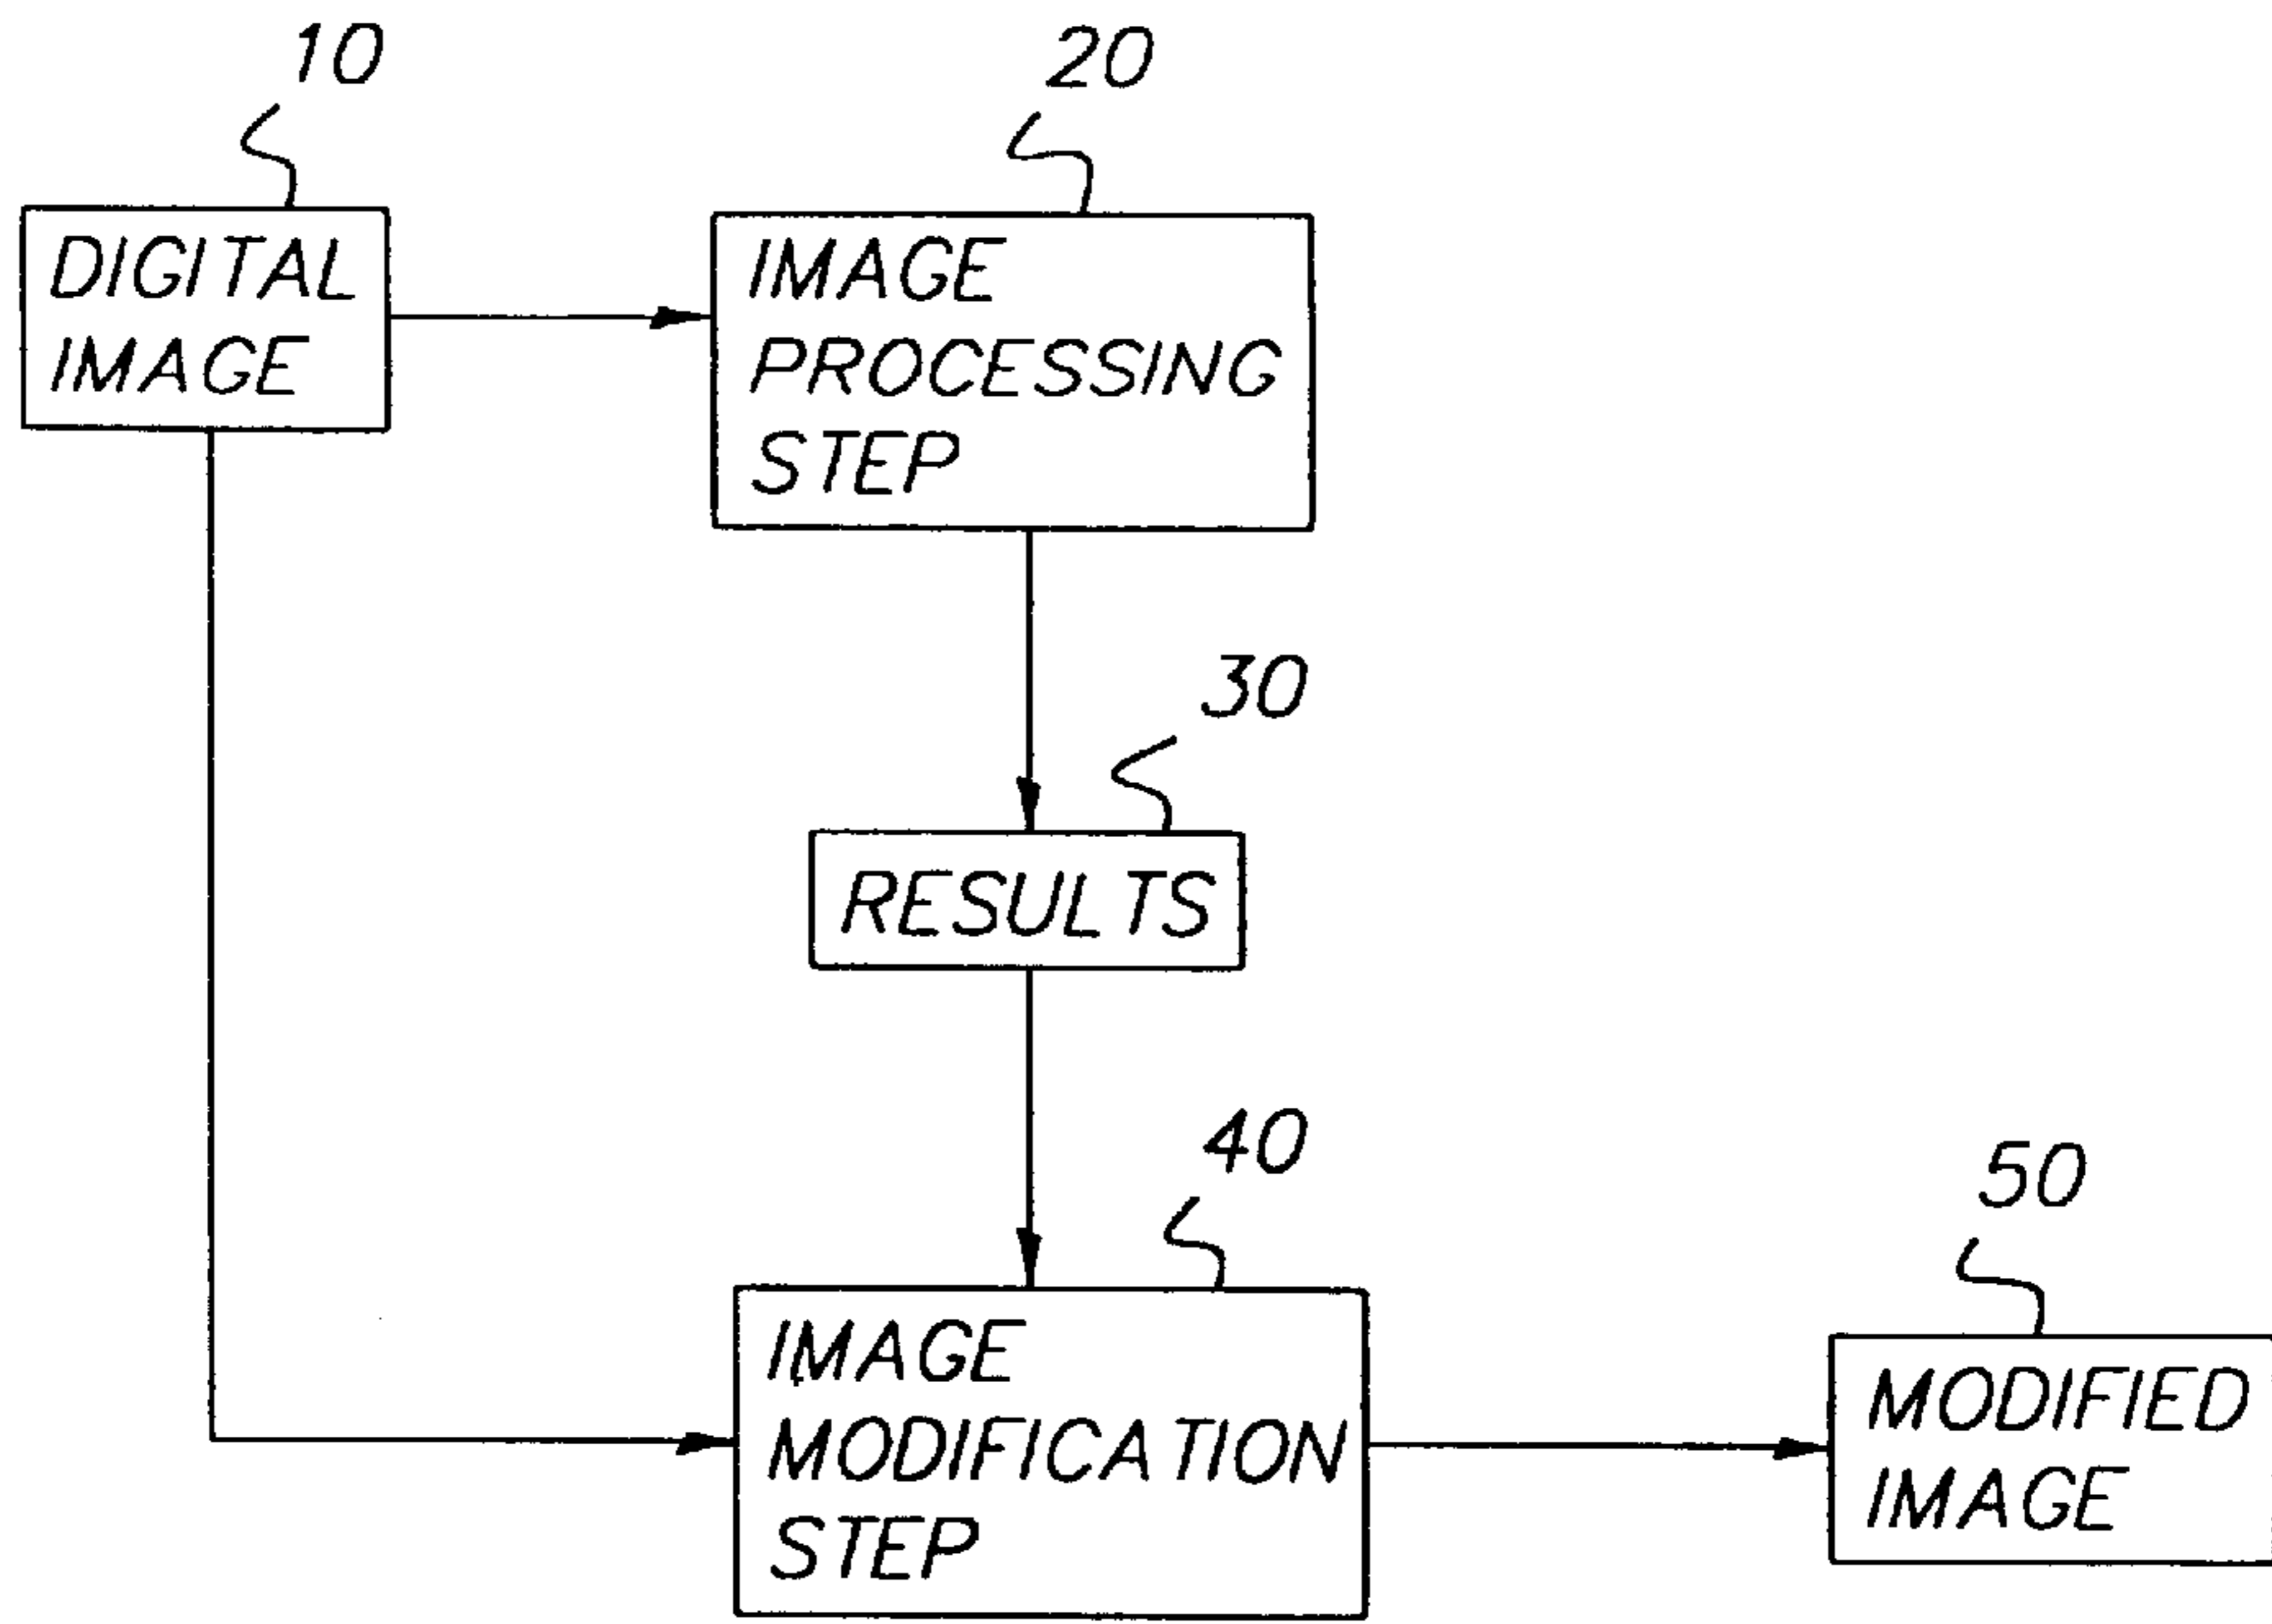 10
20
DIGITAL
IMAGE
IMAGE
PROCESSING
STEP
30
RESULTS
40
IMAGE
MODIFICATION
STEP
50
MODIFIED
IMAGE